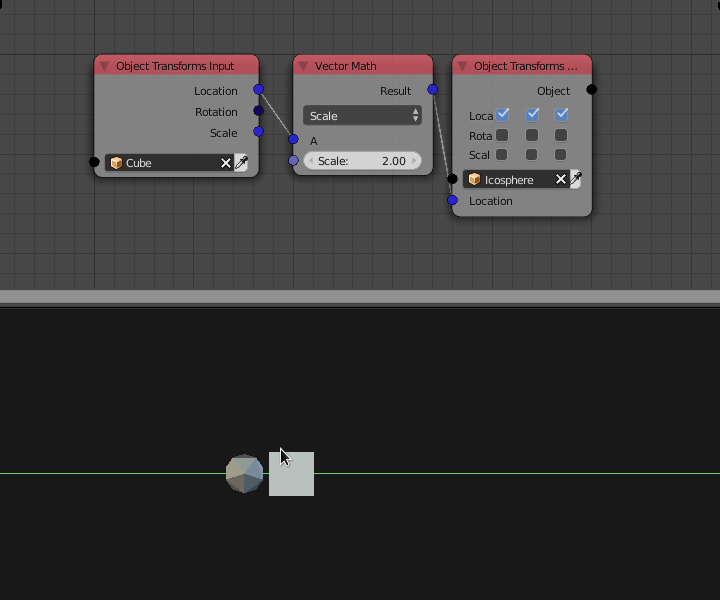 Object Transforms Input
Location
Rotation
Scale
Cube
Vector Math
Result
Scale
A
Scale: 2.00
Object Transforms ...
Object
Loca
Rota
Scal
Icosphere
Location